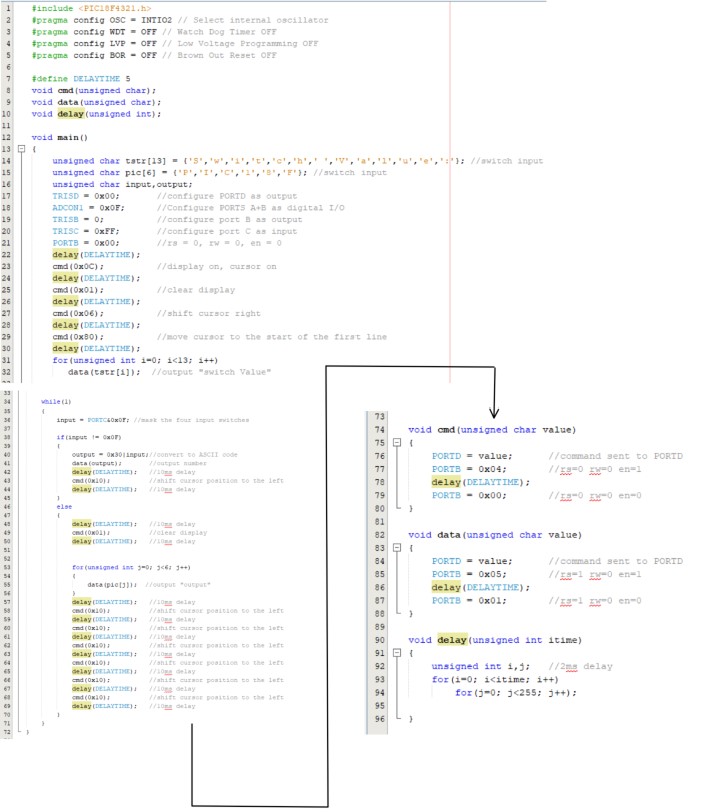 1 #include <PIC18F4321.h>
2 #pragma config OSC = INTIO2 // Select internal oscillator
3 #pragma config WDT = OFF // Watch Dog Timer OFF
4 #pragma config LVP = OFF // Low Voltage Programming OFF
5 #pragma config BOR = OFF // Brown Out Reset OFF
6
7 #define DELAYTIME 5
8 void cmd(unsigned char);
9 void data(unsigned char);
10 void delay(unsigned int);
11
12 void main()
13 {
14 unsigned char tstr[13] = {'S','w','i','t','c','h',' ','V','a','l','u','e',':'}; //switch input
15 unsigned char pic[6] = {'P','I','C','1','8','F'}; //switch input
16 unsigned char input,output;
17 TRISD = 0x00; //configure PORTD as output
18 ADCON1 = 0x0F; //Configure PORTS A+B as digital I/O
19 TRISB = 0; //configure port B as output
20 TRISC = 0xFF; //configure port C as input
21 PORTB = 0x00; //rs = 0, rw = 0, en = 0
22 delay(DELAYTIME);
23 cmd(0x0C); //display on, cursor on
24 delay(DELAYTIME);
25 cmd(0x01); //clear display
26 delay(DELAYTIME);
27 cmd(0x06); //shift cursor right
28 delay(DELAYTIME);
29 cmd(0x80); //move cursor to the start of the first line
30 delay(DELAYTIME);
31 for(unsigned int i=0; i<13; i++)
32 data(tstr[i]); //output "switch Value"
33
34 while(1)
35 {
36 input = PORTC&0x0F; //mask the four input switches
37
38 if(input != 0x0F)
39 {
40 output = 0x30|input;//convert to ASCII code
41 data(output); //output number
42 delay(DELAYTIME); //10ms delay
43 cmd(0x10); //shift cursor position to the left
44 delay(DELAYTIME); //10ms delay
45 }
46 else
47 {
48 delay(DELAYTIME); //10ms delay
49 cmd(0x01); //clear display
50 delay(DELAYTIME); //10ms delay
51
52
53 for(unsigned int j=0; j<6; j++)
54 {
55 data(pic[j]); //output "output"
56 }
57 delay(DELAYTIME); //10ms delay
58 cmd(0x10); //shift cursor position to the left
59 delay(DELAYTIME); //10ms delay
60 cmd(0x10); //shift cursor position to the left
61 delay(DELAYTIME); //10ms delay
62 cmd(0x10); //shift cursor position to the left
63 delay(DELAYTIME); //10ms delay
64 cmd(0x10); //shift cursor position to the left
65 delay(DELAYTIME); //10ms delay
66 cmd(0x10); //shift cursor position to the left
67 delay(DELAYTIME); //10ms delay
68 cmd(0x10); //shift cursor position to the left
69 delay(DELAYTIME); //10ms delay
70 }
71 }
72 }
73
74 void cmd(unsigned char value)
75 {
76 PORTD = value; //command sent to PORTD
77 PORTB = 0x04; //rs=0 rw=0 en=1
78 delay(DELAYTIME);
79 PORTB = 0x00; //rs=0 rw=0 en=0
80 }
81
82 void data(unsigned char value)
83 {
84 PORTD = value; //command sent to PORTD
85 PORTB = 0x05; //rs=1 rw=0 en=1
86 delay(DELAYTIME);
87 PORTB = 0x01; //rs=1 rw=0 en=0
88 }
89
90 void delay(unsigned int itime)
91 {
92 unsigned int i,j; //2ms delay
93 for(i=0; i<itime; i++)
94 for(j=0; j<255; j++);
95
96 }